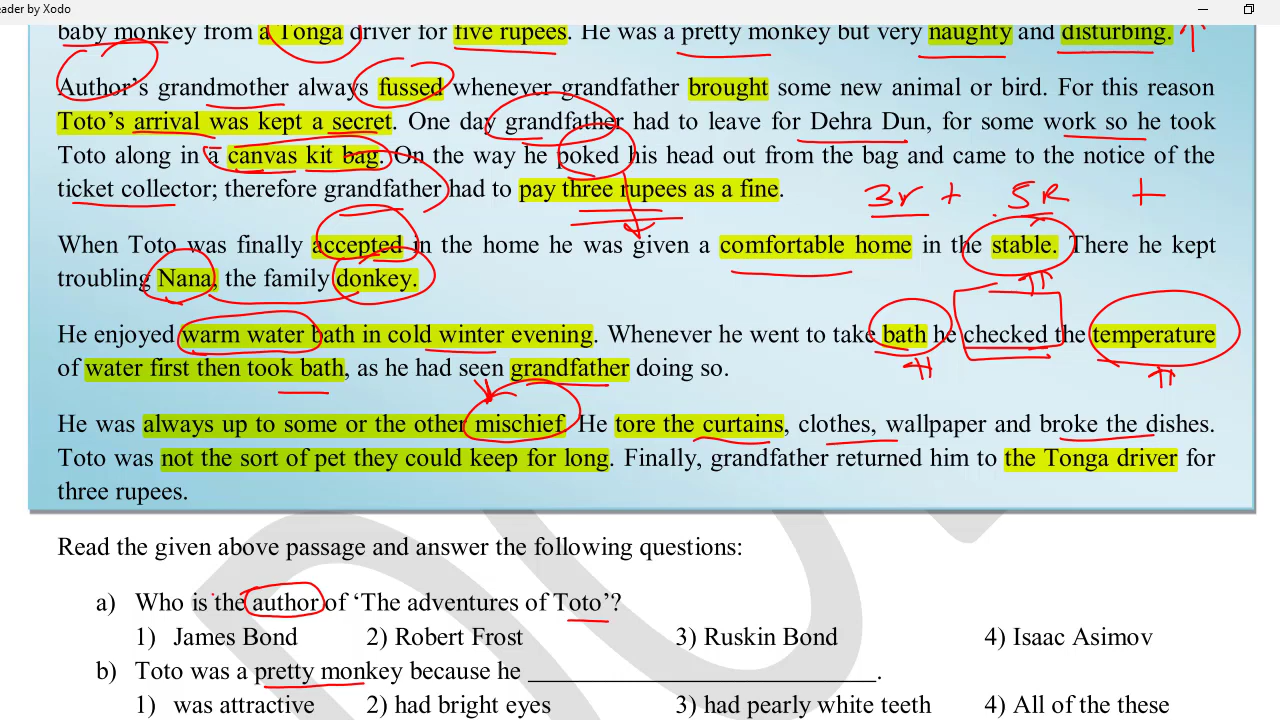 eader by Xodo
baby monkey from a Tonga driver for five rupees. He was a pretty monkey but very naughty and disturbing.
Author's grandmother always fussed whenever grandfather brought some new animal or bird. For this reason
Toto's arrival was kept a secret. One day grandfather had to leave for Dehra Dun, for some work so he took
Toto along in a canvas kit bag. On the way he poked his head out from the bag and came to the notice of the
ticket collector; therefore grandfather had to pay three rupees as a fine.
3r + 5R +
When Toto was finally accepted in the home he was given a comfortable home in the stable. There he kept
troubling Nana, the family donkey.
He enjoyed warm water bath in cold winter evening. Whenever he went to take bath he checked the temperature
of water first then took bath, as he had seen grandfather doing so.
He was always up to some or the other mischief. He tore the curtains, clothes, wallpaper and broke the dishes.
Toto was not the sort of pet they could keep for long. Finally, grandfather returned him to the Tonga driver for
three rupees.
Read the given above passage and answer the following questions:
a) Who is the author of ‘The adventures of Toto’?
1) James Bond 2) Robert Frost 3) Ruskin Bond 4) Isaac Asimov
b) Toto was a pretty monkey because he ____________________________.
1) was attractive 2) had bright eyes 3) had pearly white teeth 4) All of the these